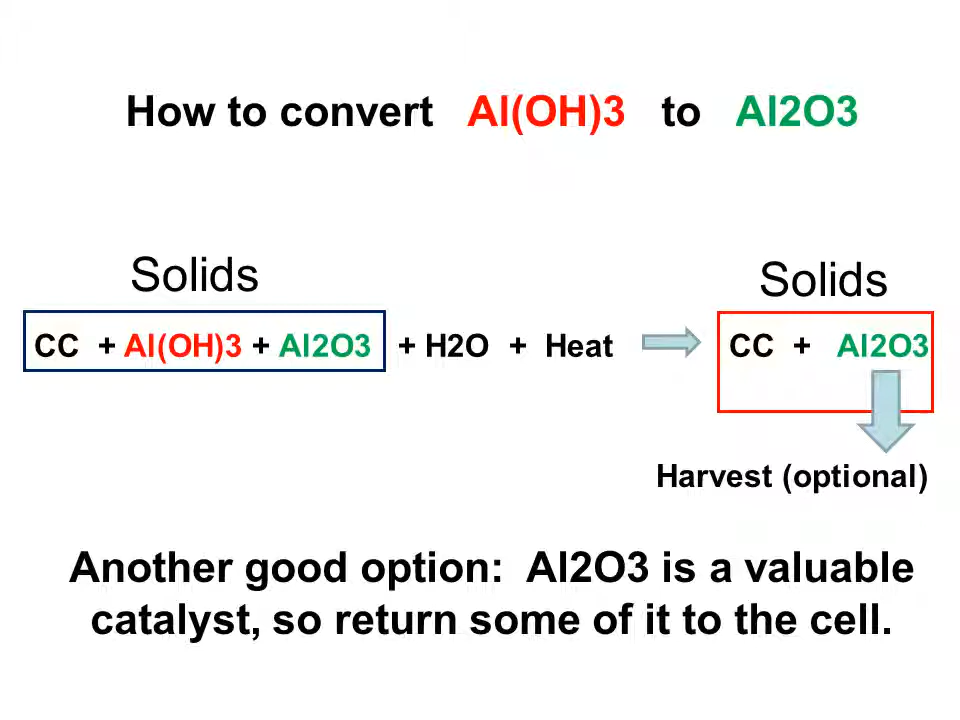 How to convert Al(OH)3 to Al2O3
Solids
Solids
CC + Al(OH)3 + Al2O3 + H2O + Heat CC + Al2O3
Harvest (optional)
Another good option: Al2O3 is a valuable
catalyst, so return some of it to the cell.